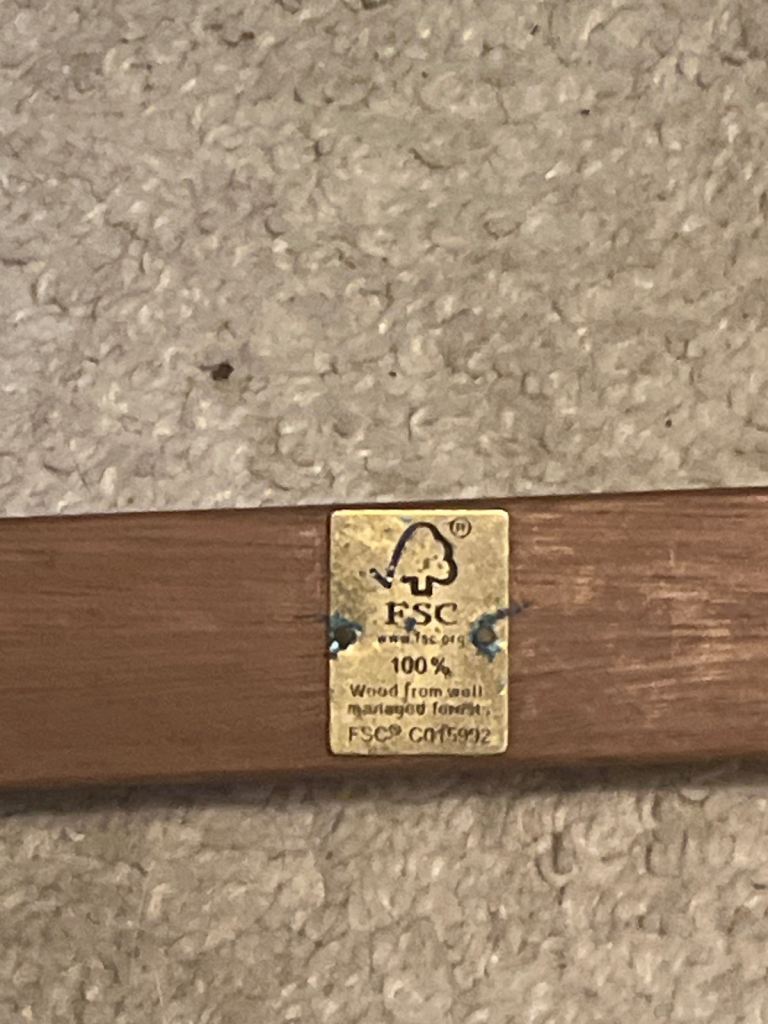 ®
FSC
www.fsc.org
100%
Wood from well
managed forests
FSC® C015992